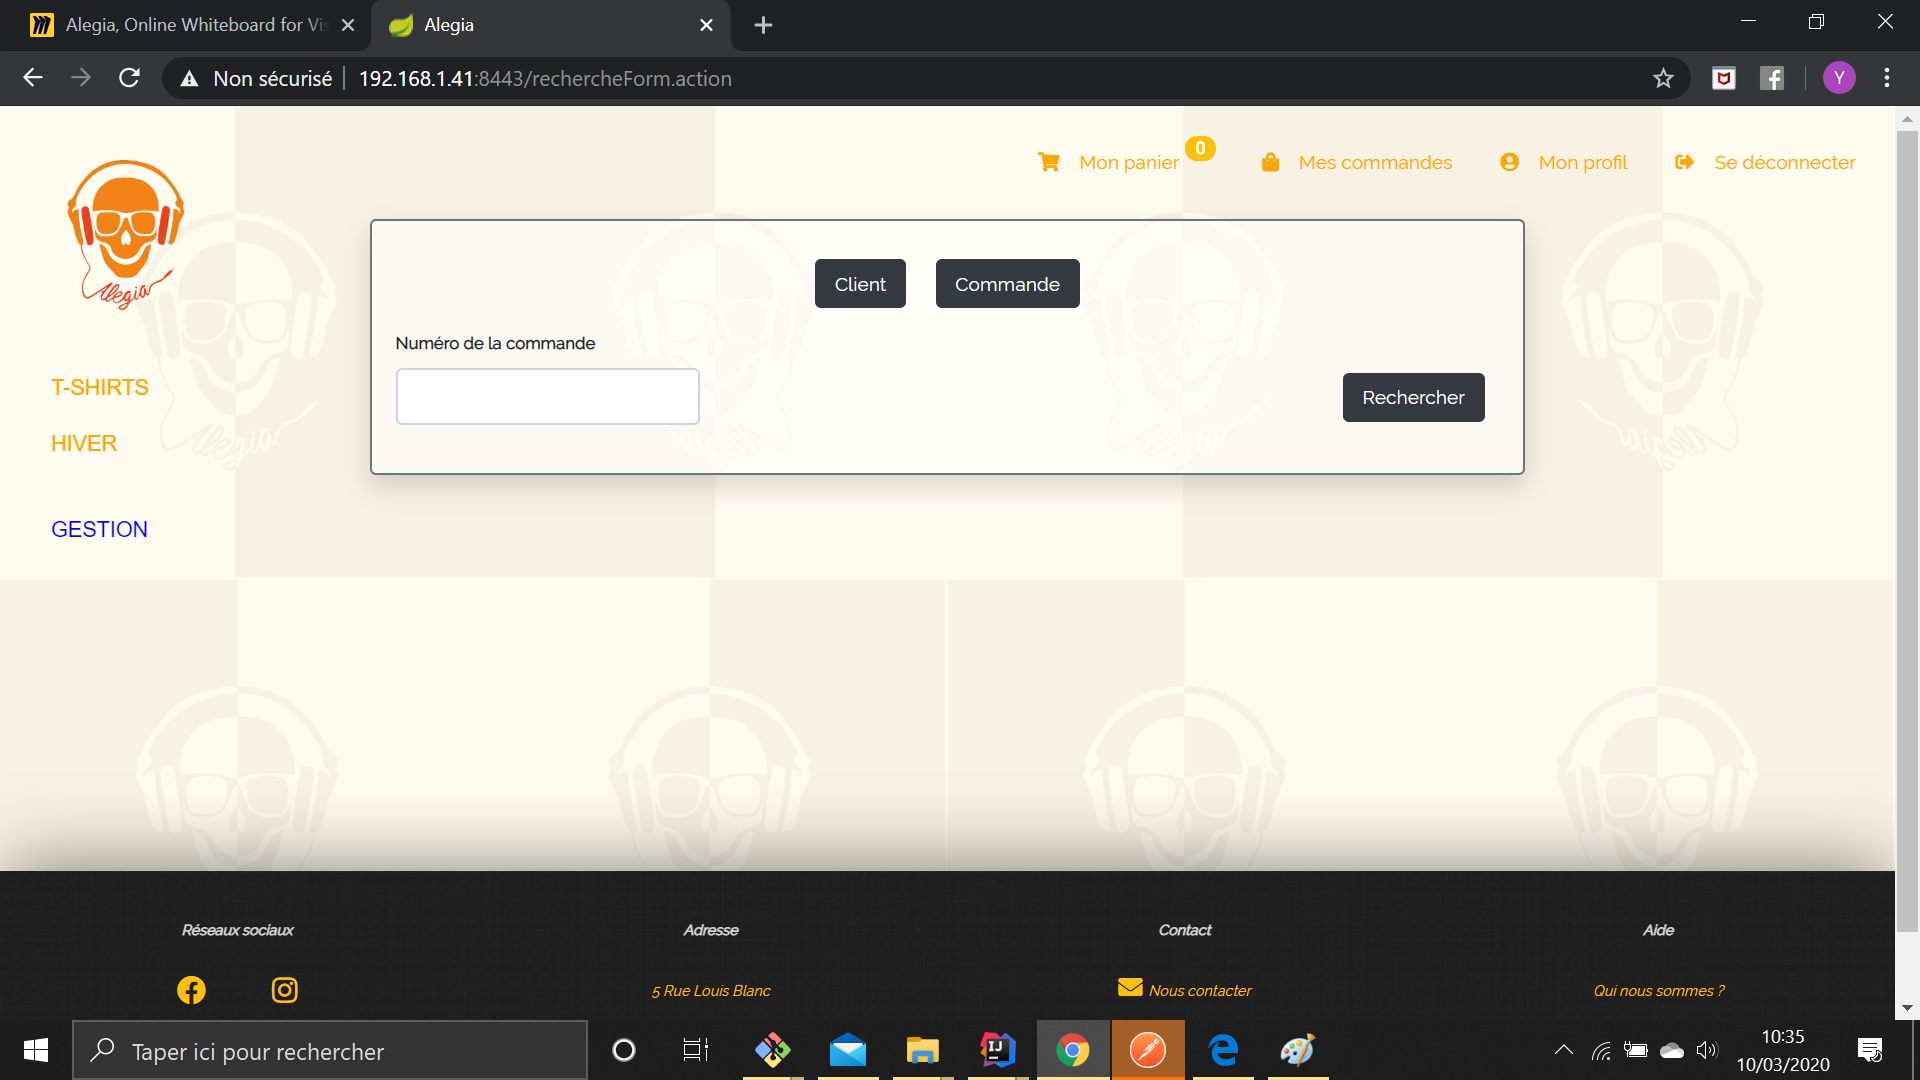 Alegia, Online Whiteboard for Vis
Alegia
Non sécurisé
192.168.1.41:8443/rechercheForm.action
Y
Mon panier 0
Mes commandes
Mon profil
Se déconnecter
Alegia
Client
Commande
Numéro de la commande
Rechercher
T-SHIRTS
HIVER
GESTION
Réseaux sociaux
Adresse
Contact
Aide
5 Rue Louis Blanc
Nous contacter
Qui nous sommes ?
Taper ici pour rechercher
IJ
10:35
10/03/2020